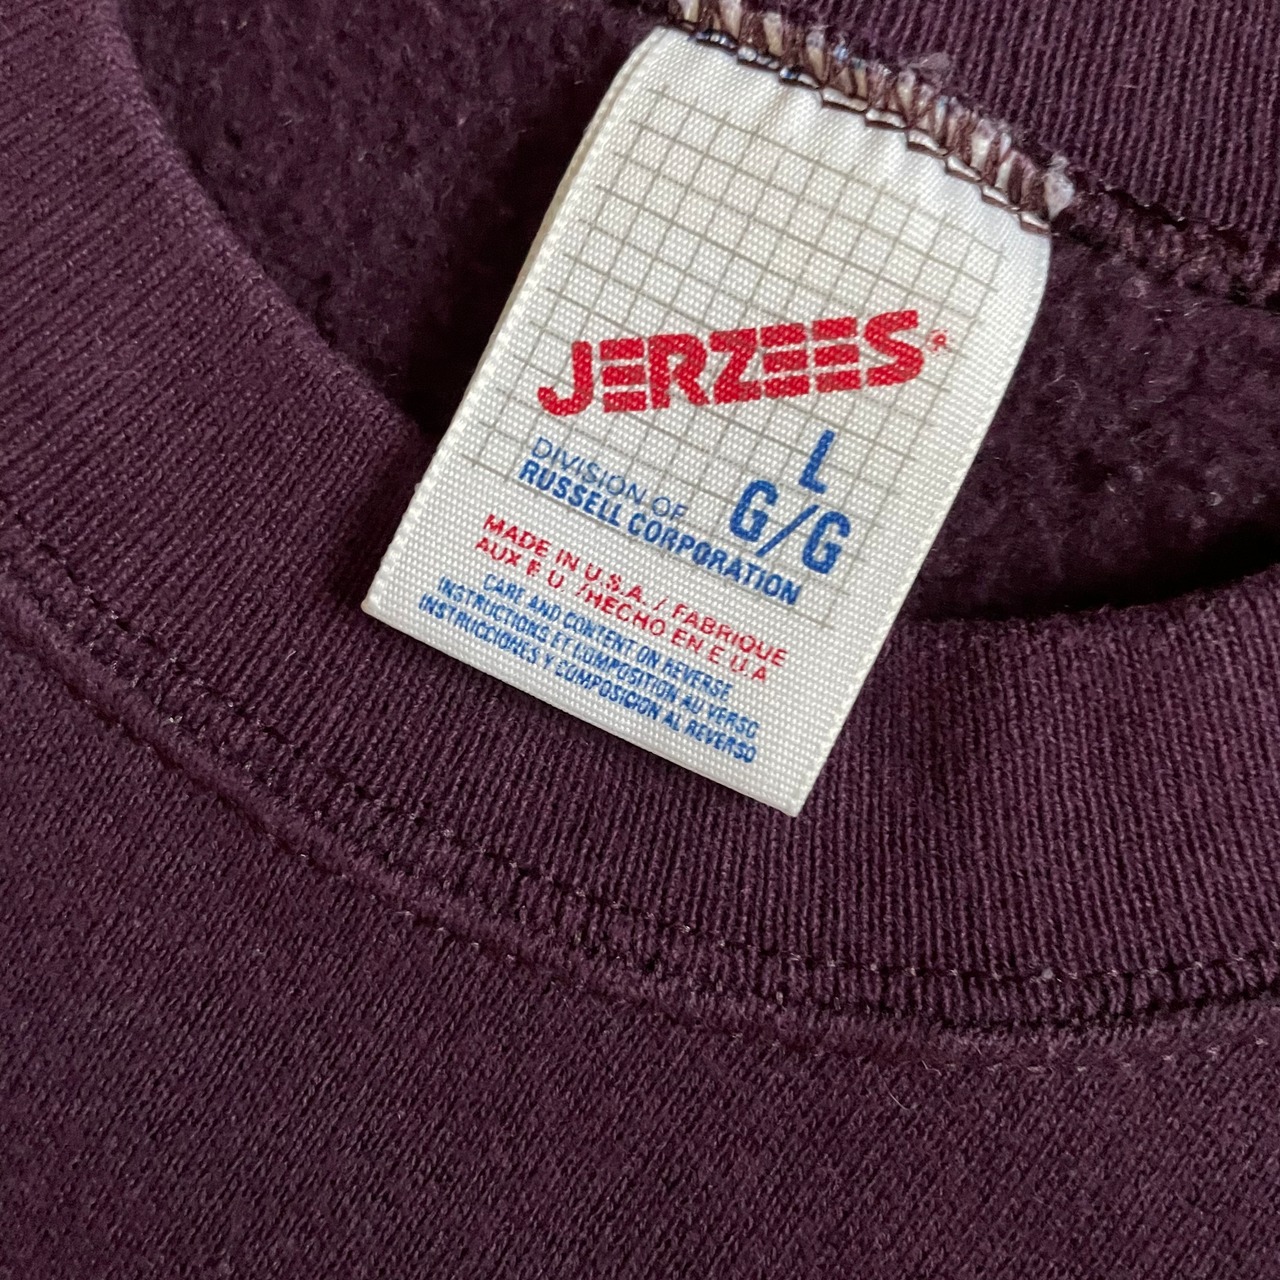 JERZEES®
L
G/G
DIVISION OF
RUSSELL CORPORATION
MADE IN U.S.A. / FABRIQUE
AUX E.U. /HECHO EN E.U.A
CARE AND CONTENT ON REVERSE
INSTRUCTIONS ET COMPOSITION AU VERSO
INSTRUCCIONES Y COMPOSICION AL REVERSO